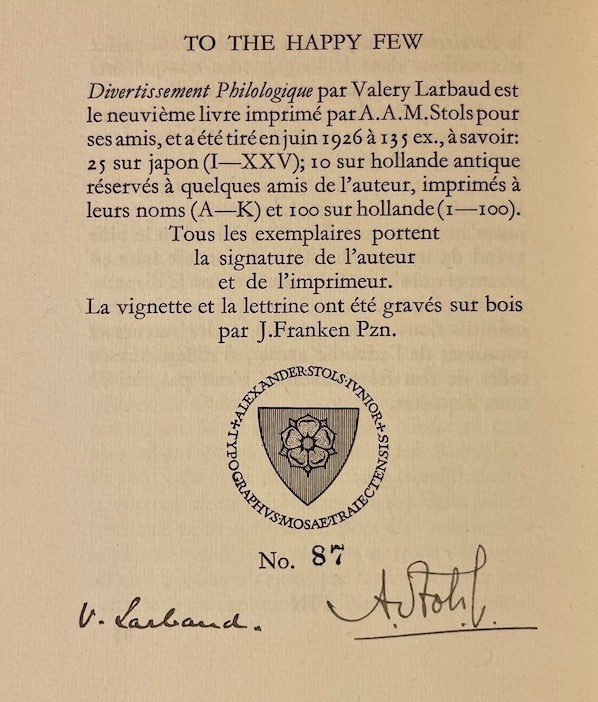 TO THE HAPPY FEW
Divertissement Philologique par Valery Larbaud est
le neuvième livre imprimé par A.A.M.Stols pour
ses amis, et a été tiré en juin 1926 à 135 ex., à savoir:
25 sur japon (I—XXV); 10 sur hollande antique
réservés à quelques amis de l'auteur, imprimés à
leurs noms (A—K) et 100 sur hollande (1—100).
Tous les exemplaires portent
la signature de l'auteur
et de l'imprimeur.
La vignette et la lettrine ont été gravés sur bois
par J.Franken Pzn.
ALEXANDER·STOLS·IVNIOR+
TYPOGRAPHVS·MOSAE·TRAIECTENSIS+
No. 87
V. Larbaud.
A. Stols.